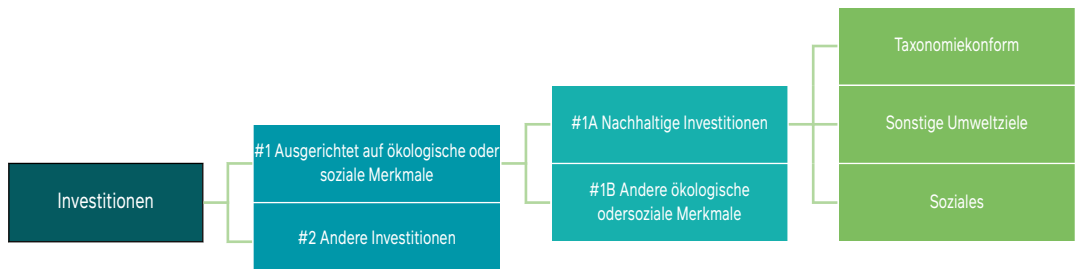 Investitionen
#1 Ausgerichtet auf ökologische oder
soziale Merkmale
#2 Andere Investitionen
#1A Nachhaltige Investitionen
#1B Andere ökologische
odersoziale Merkmale
Taxonomiekonform
Sonstige Umweltziele
Soziales